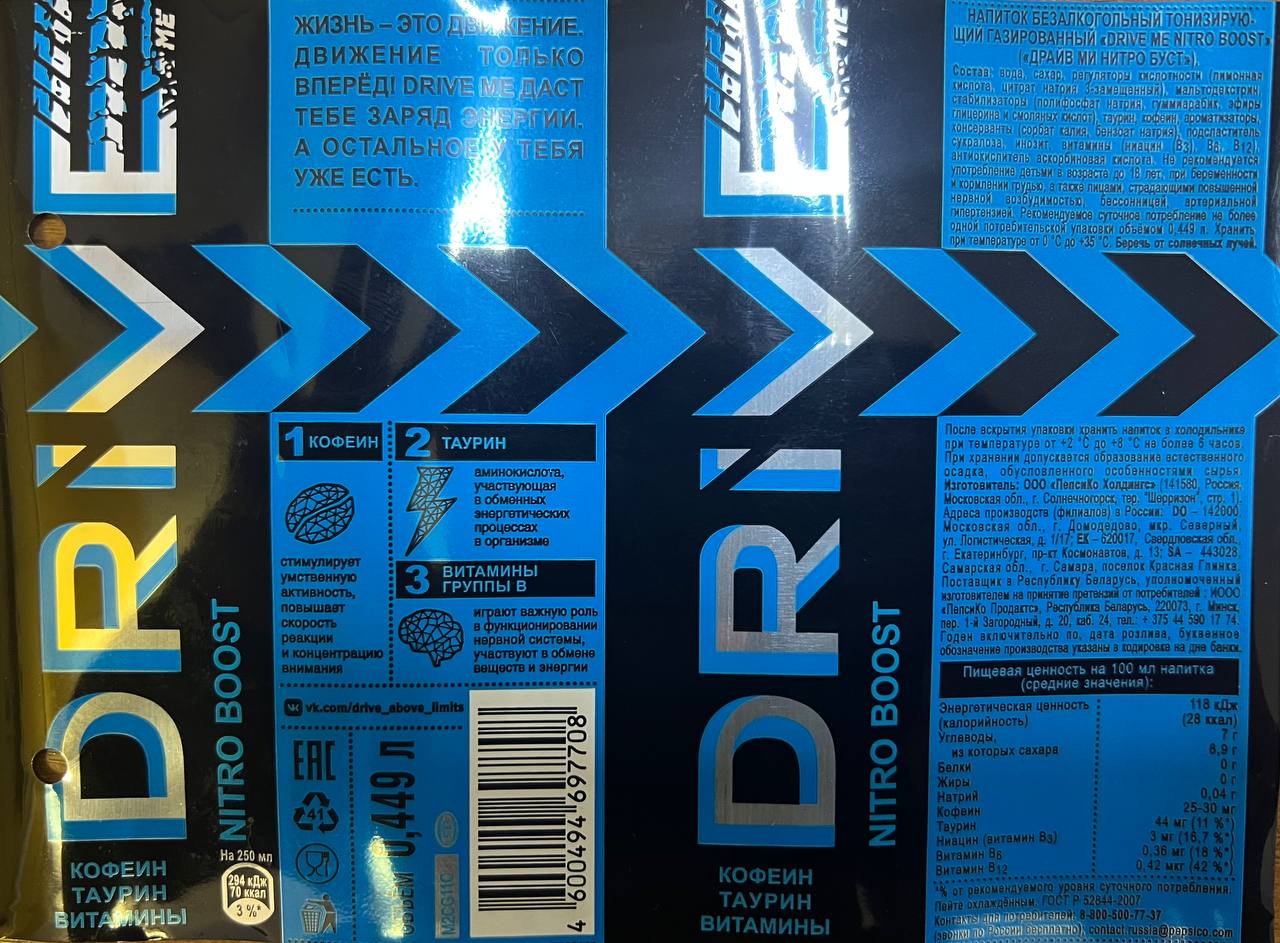 DRIVE
DRIVE ME
NITRO BOOST
КОФЕИН
ТАУРИН
ВИТАМИНЫ
На 250 мл
294 кДж
70 ккал
3 %*
ЖИЗНЬ – ЭТО ДВИЖЕНИЕ.
ДВИЖЕНИЕ ТОЛЬКО
ВПЕРЁД! DRIVE ME ДАСТ
ТЕБЕ ЗАРЯД ЭНЕРГИИ.
А ОСТАЛЬНОЕ У ТЕБЯ
УЖЕ ЕСТЬ.
1 КОФЕИН
стимулирует
умственную
активность,
повышает
скорость
реакции
и концентрацию
внимания
2 ТАУРИН
аминокислота,
участвующая
в обменных
энергетических
процессах
в организме
3 ВИТАМИНЫ
ГРУППЫ В
играют важную роль
в функционировании
нервной системы,
участвуют в обмене
веществ и энергии
vk.com/drive_above_limits
EAC
41
ОБЪЕМ 0,449 Л
4 600494 697708
DRIVE
NITRO BOOST
КОФЕИН
ТАУРИН
ВИТАМИНЫ
НАПИТОК БЕЗАЛКОГОЛЬНЫЙ ТОНИЗИРУЮ-
ЩИЙ ГАЗИРОВАННЫЙ «DRIVE ME NITRO BOOST»
(«ДРАЙВ МИ НИТРО БУСТ»).
Состав: вода, сахар, регуляторы кислотности (лимонная
кислота, цитрат натрия 3-замещенный), мальтодекстрин,
стабилизаторы (полифосфат натрия, гуммиарабик, эфиры
глицерина и смоляных кислот), таурин, кофеин, ароматизаторы,
консерванты (сорбат калия, бензоат натрия), подсластитель
сукралоза, инозит, витамины (ниацин (B3), B6, B12),
антиокислитель аскорбиновая кислота. Не рекомендуется
употребление детьми в возрасте до 18 лет, при беременности
и кормлении грудью, а также лицами, страдающими повышенной
нервной возбудимостью, бессонницей, артериальной
гипертензией. Рекомендуемое суточное потребление не более
одной потребительской упаковки объёмом 0,449 л. Хранить
при температуре от 0 °С до +35 °С. Беречь от солнечных лучей.
После вскрытия упаковки хранить напиток в холодильнике
при температуре от +2 °С до +8 °С не более 6 часов.
При хранении допускается образование естественного
осадка, обусловленного особенностями сырья.
Изготовитель: ООО «ПепсиКо Холдингс» (141580, Россия,
Московская обл., г. Солнечногорск, тер. "Шерризон", стр. 1).
Адреса производств (филиалов) в России: DO – 142000,
Московская обл., г. Домодедово, мкр. Северный,
ул. Логистическая, д. 1/17; EK – 620017, Свердловская обл.,
г. Екатеринбург, пр-кт Космонавтов, д. 13; SA – 443028,
Самарская обл., г. Самара, поселок Красная Глинка.
Поставщик в Республику Беларусь, уполномоченный
изготовителем на принятие претензий от потребителей : ИООО
«ПепсиКо Продактс», Республика Беларусь, 220073, г. Минск,
пер. 1-й Загородный, д. 20, каб. 24, тел.: + 375 44 590 17 74.
Годен включительно по, дата розлива, буквенное
обозначение производства указаны в кодировке на дне банки.
Пищевая ценность на 100 мл напитка
(средние значения):
Энергетическая ценность 118 кДж
(калорийность) (28 ккал)
Углеводы, 7 г
из которых сахара 6,9 г
Белки 0 г
Жиры 0 г
Натрий 0,04 г
Кофеин 25-30 мг
Таурин 44 мг (11 %*)
Ниацин (витамин B3) 3 мг (16,7 %*)
Витамин B6 0,36 мг (18 %*)
Витамин B12 0,42 мкг (42 %*)
*% от рекомендуемого уровня суточного потребления.
Пейте охлаждённым. ГОСТ Р 52844-2007
Контакты для потребителей: 8-800-500-77-37
(звонки по России бесплатно), contact.russia@pepsico.com